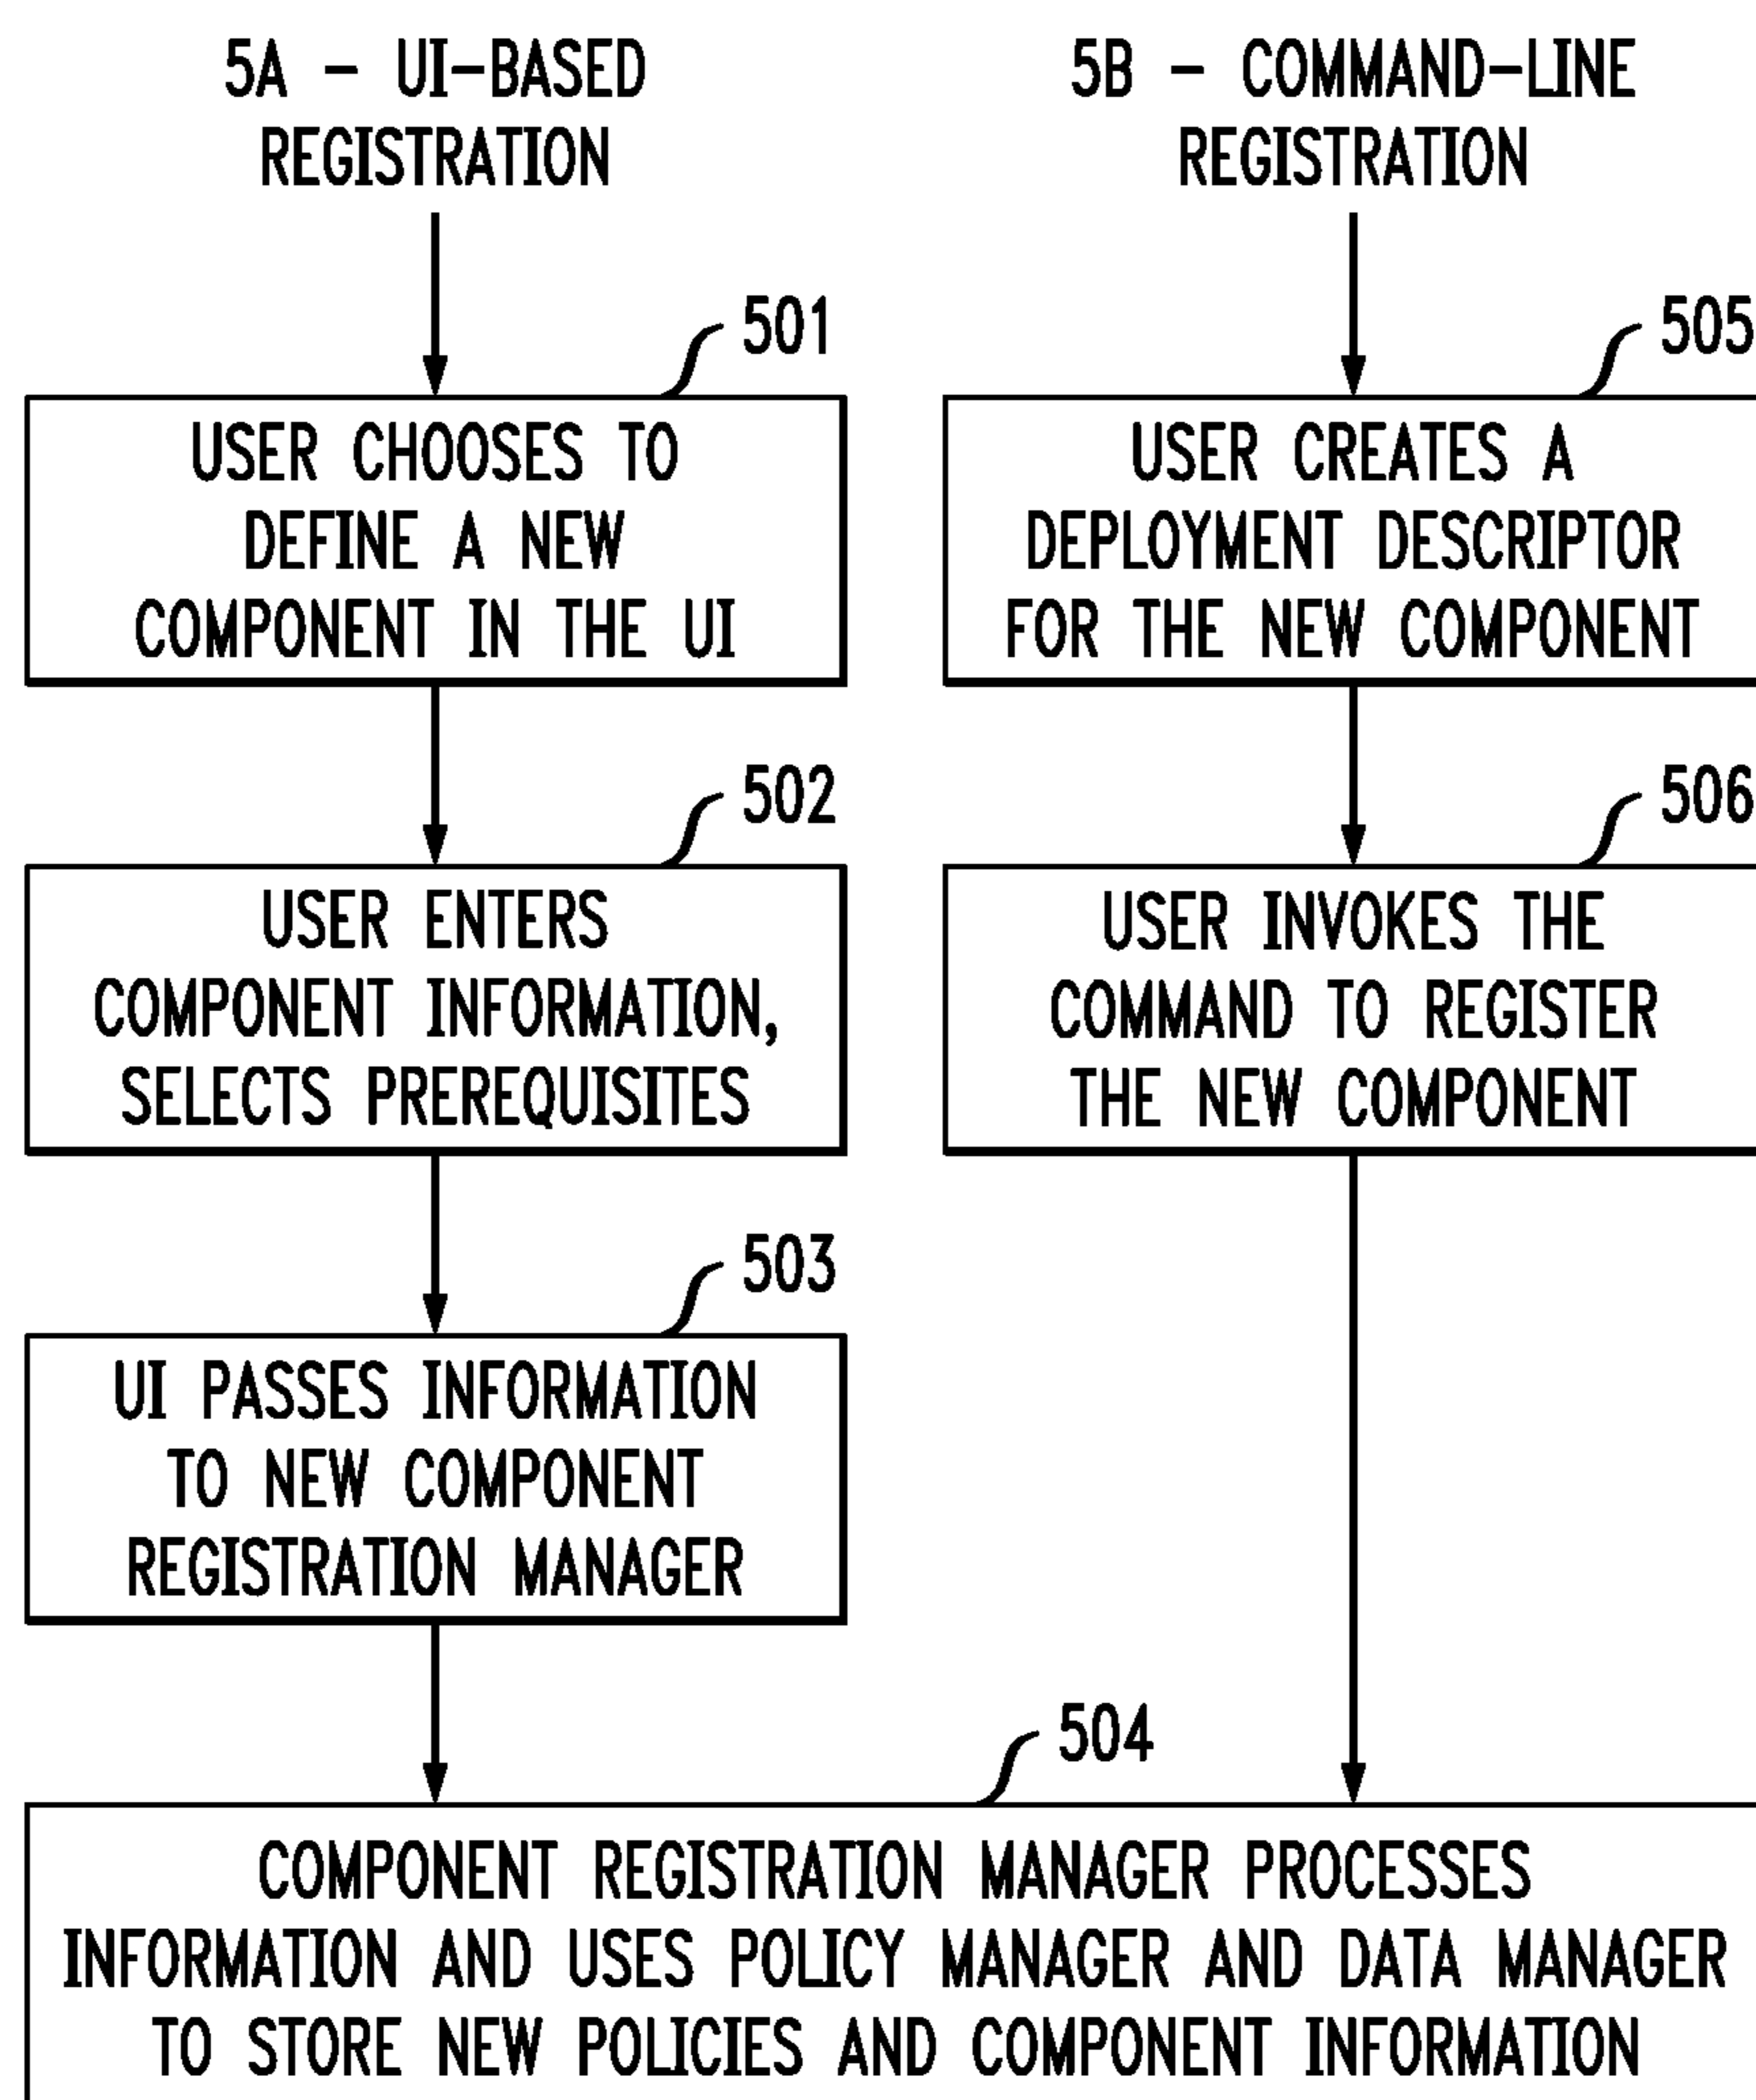 5A - UI-BASED
REGISTRATION
501
USER CHOOSES TO
DEFINE A NEW
COMPONENT IN THE UI
502
USER ENTERS
COMPONENT INFORMATION,
SELECTS PREREQUISITES
503
UI PASSES INFORMATION
TO NEW COMPONENT
REGISTRATION MANAGER
5B - COMMAND-LINE
REGISTRATION
505
USER CREATES A
DEPLOYMENT DESCRIPTOR
FOR THE NEW COMPONENT
506
USER INVOKES THE
COMMAND TO REGISTER
THE NEW COMPONENT
504
COMPONENT REGISTRATION MANAGER PROCESSES
INFORMATION AND USES POLICY MANAGER AND DATA MANAGER
TO STORE NEW POLICIES AND COMPONENT INFORMATION